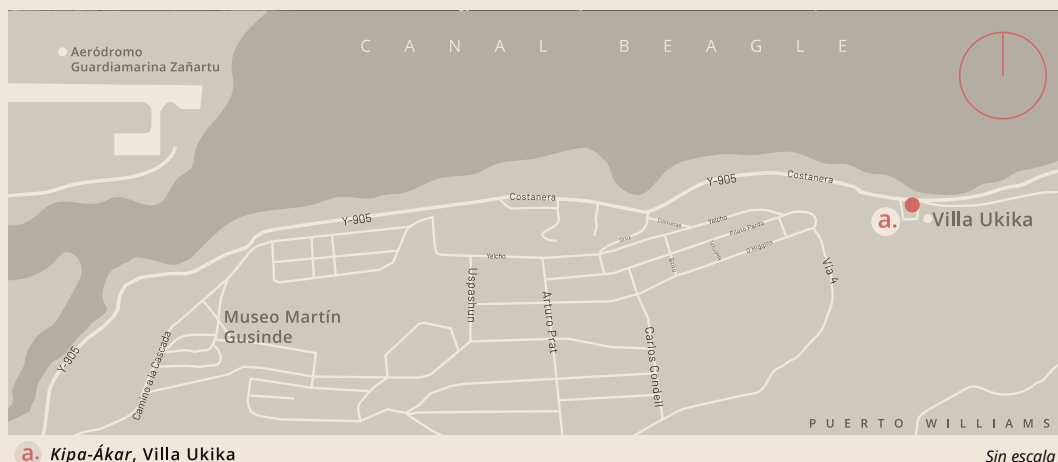 CANAL BEAGLE
Aeródromo
Guardiamarina Zañartu
Y-905
Costanera
Costanera
Y-905
a.
Villa Ukika
Contreras
Yelcho
Piloto Pardo
Ortiz
O'Higgins
Yelcho
Vía 4
Uspashun
Arturo Prat
Carlos Condell
Museo Martín
Gusinde
Camino a la Cascada
Y-905
PUERTO WILLIAMS
a. Kipa-Ákar, Villa Ukika
Sin escala